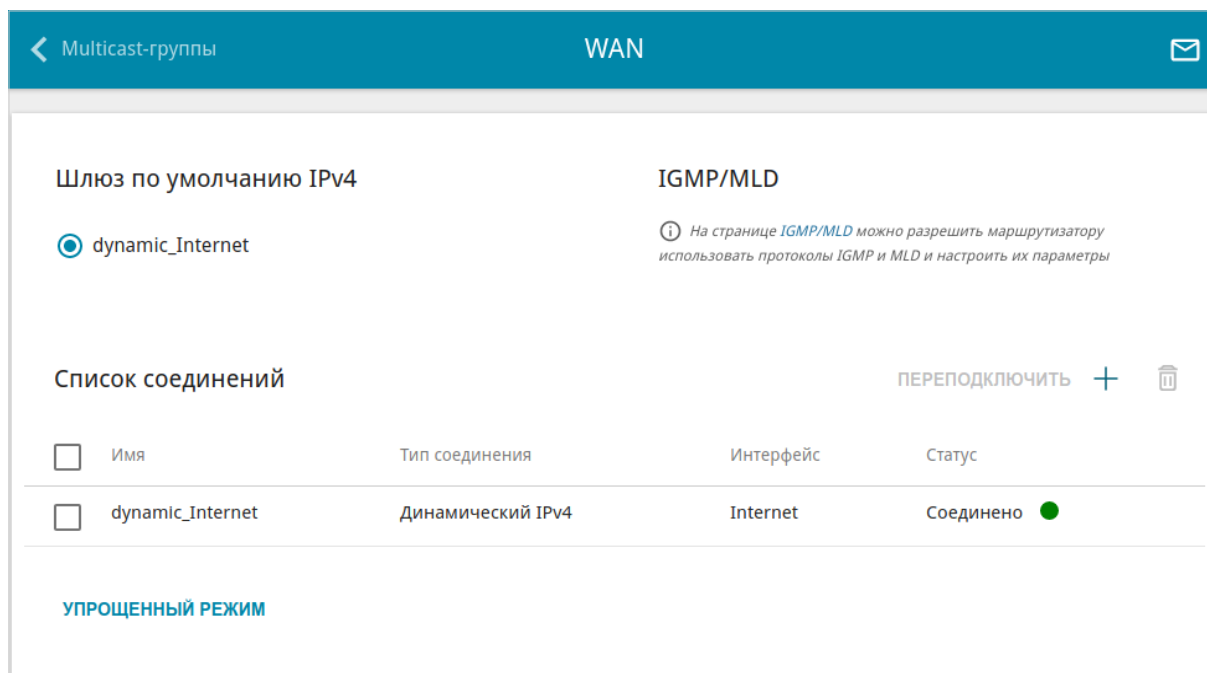 Multicast-группы
WAN
Шлюз по умолчанию IPv4
dynamic_Internet
IGMP/MLD
На странице IGMP/MLD можно разрешить маршрутизатору
использовать протоколы IGMP и MLD и настроить их параметры
Список соединений
ПЕРЕПОДКЛЮЧИТЬ
Имя Тип соединения Интерфейс Статус
dynamic_Internet Динамический IPv4 Internet Соединено
УПРОЩЕННЫЙ РЕЖИМ